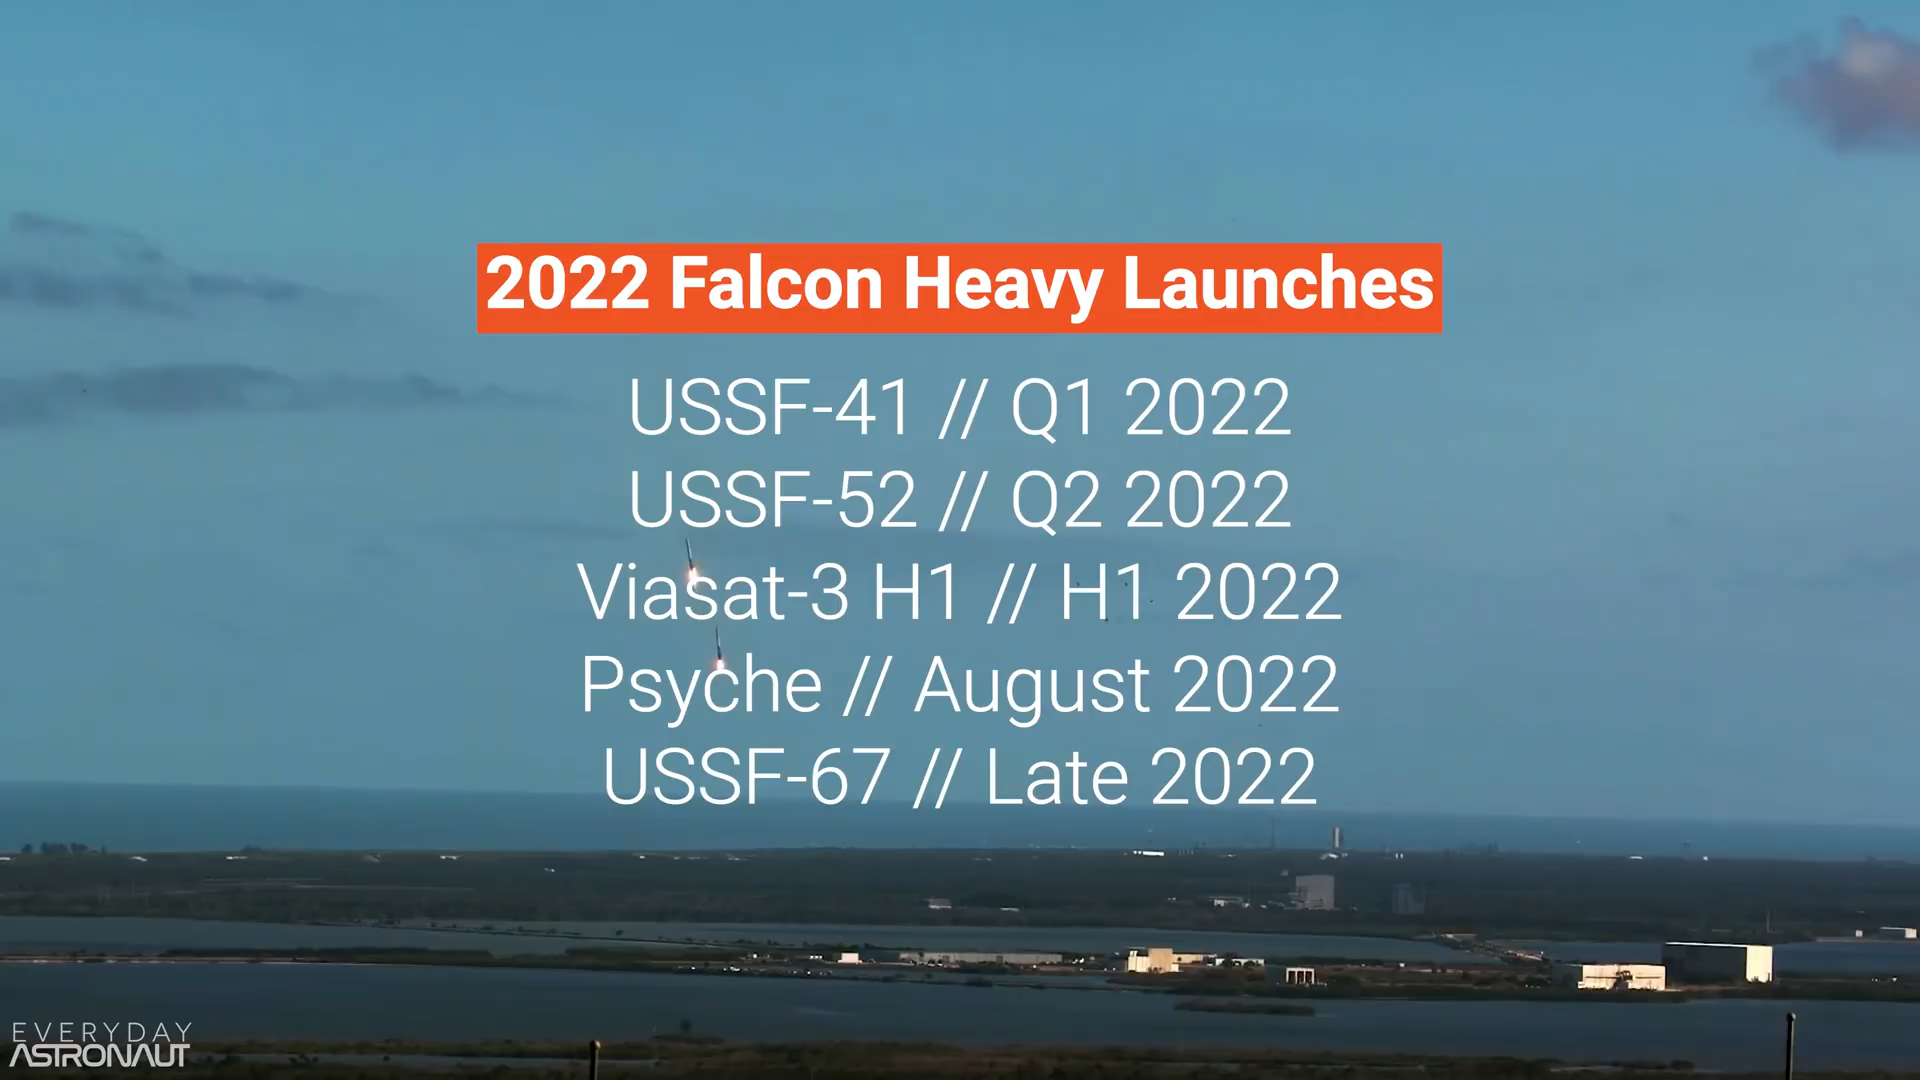 2022 Falcon Heavy Launches
USSF-41 // Q1 2022
USSF-52 // Q2 2022
Viasat-3 H1 // H1 2022
Psyche // August 2022
USSF-67 // Late 2022
EVERYDAY
ASTRONAUT